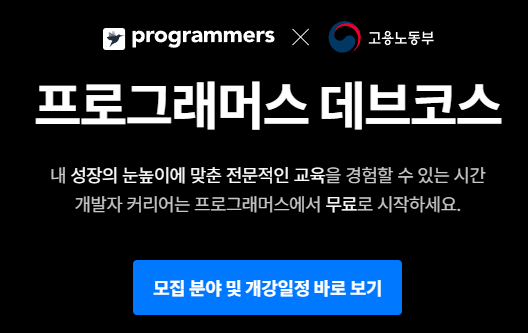 programmers × 고용노동부
프로그래머스 데브코스
내 성장의 눈높이에 맞춘 전문적인 교육을 경험할 수 있는 시간
개발자 커리어는 프로그래머스에서 무료로 시작하세요.
모집 분야 및 개강일정 바로 보기